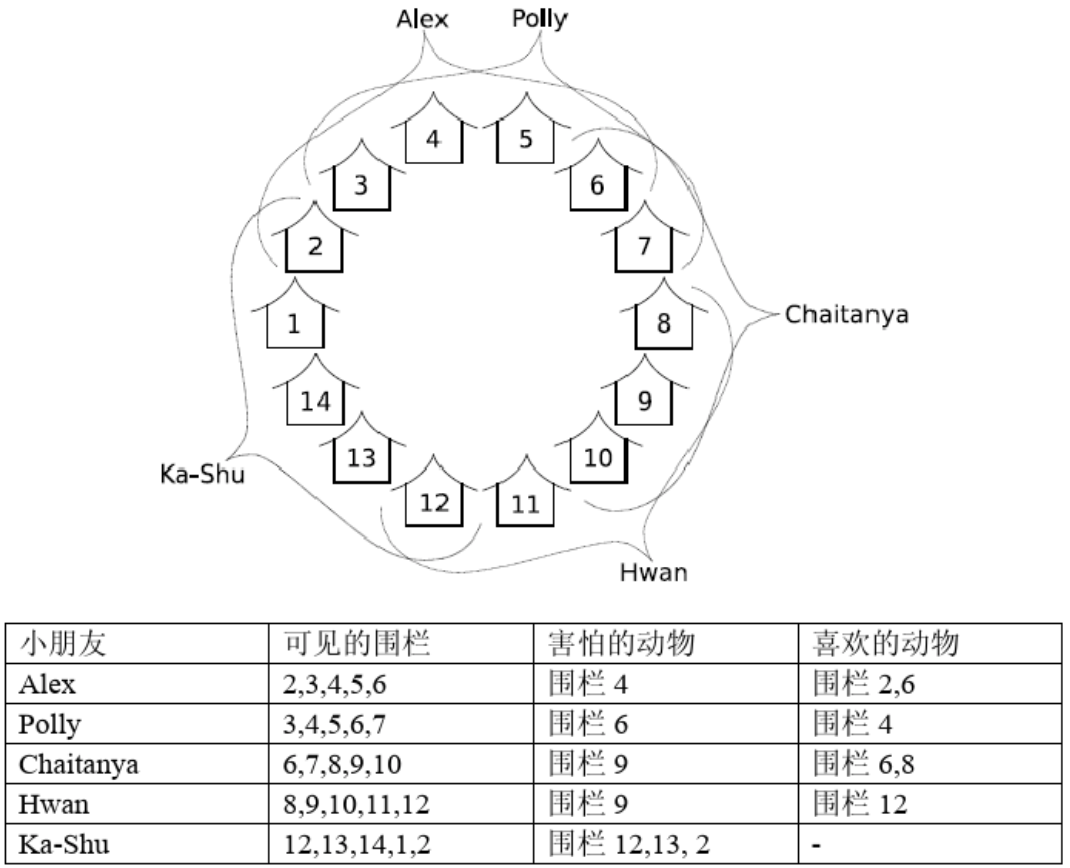 Alex Polly
4 5
3 6
2 7
1 8 Chaitanya
14 9
13 10
Ka-Shu
12 11
Hwan
小朋友 可见的围栏 害怕的动物 喜欢的动物
Alex 2,3,4,5,6 围栏 4 围栏 2,6
Polly 3,4,5,6,7 围栏 6 围栏 4
Chaitanya 6,7,8,9,10 围栏 9 围栏 6,8
Hwan 8,9,10,11,12 围栏 9 围栏 12
Ka-Shu 12,13,14,1,2 围栏 12,13, 2 -